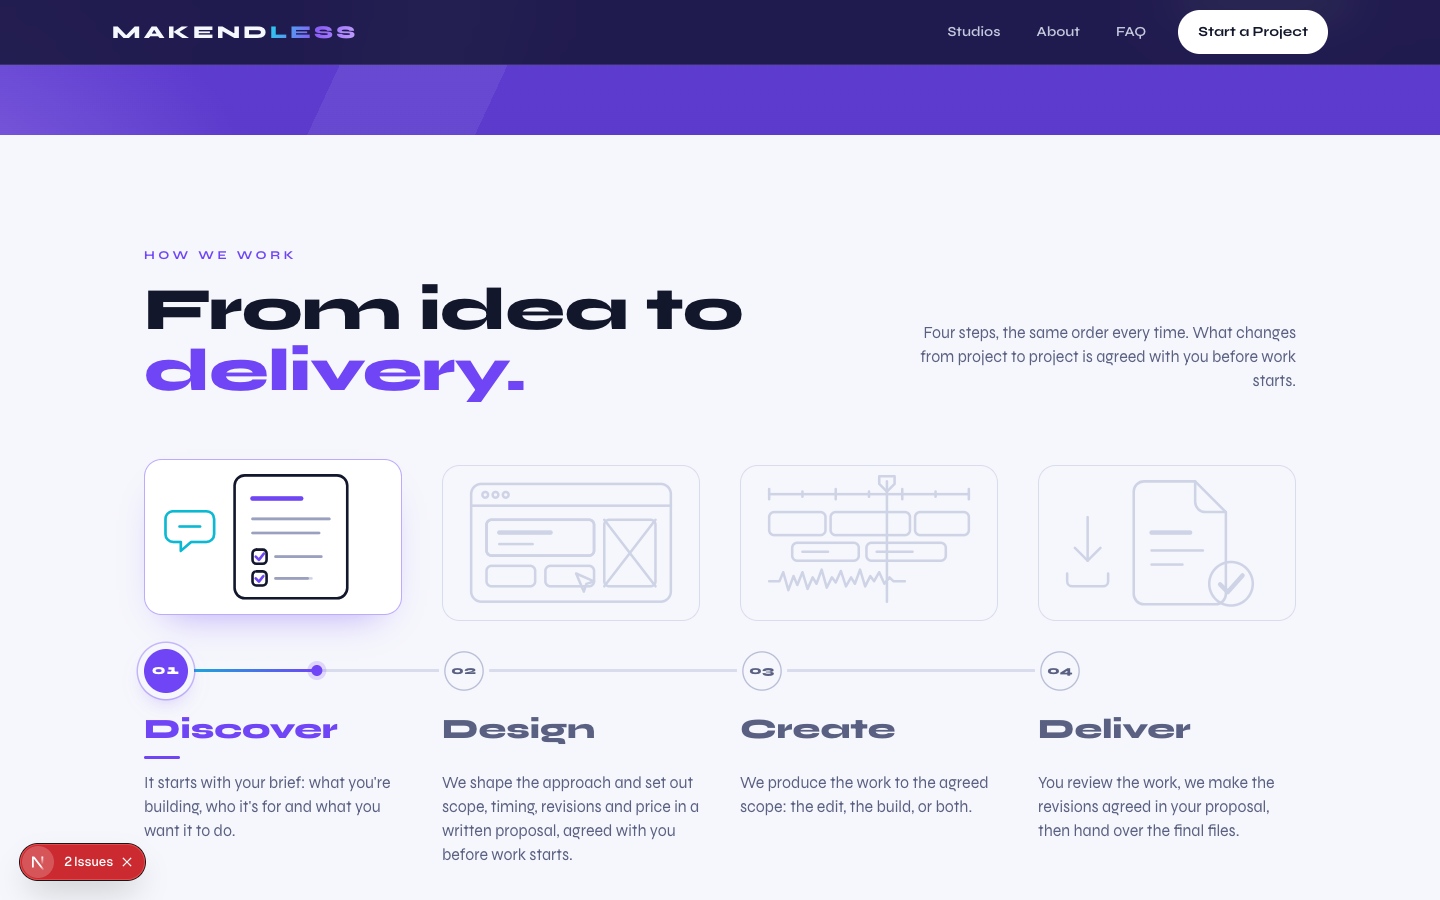 MAKENDLESS
Studios
About
FAQ
Start a Project
HOW WE WORK
From idea to
delivery.
Four steps, the same order every time. What changes
from project to project is agreed with you before work
starts.
01
02
03
04
Discover
Design
Create
Deliver
It starts with your brief: what you're
building, who it's for and what you
want it to do.
We shape the approach and set out
scope, timing, revisions and price in a
written proposal, agreed with you
before work starts.
We produce the work to the agreed
scope: the edit, the build, or both.
You review the work, we make the
revisions agreed in your proposal,
then hand over the final files.
N
2 Issues